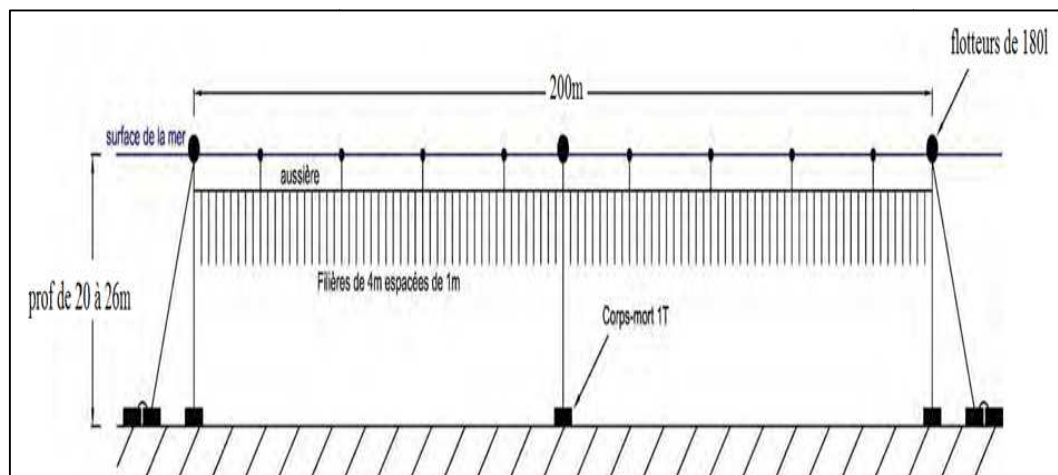 flotteurs de 180l
200m
surface de la mer
aussière
Filières de 4m espacées de 1m
prof de 20 à 26m
Corps-mort 1T